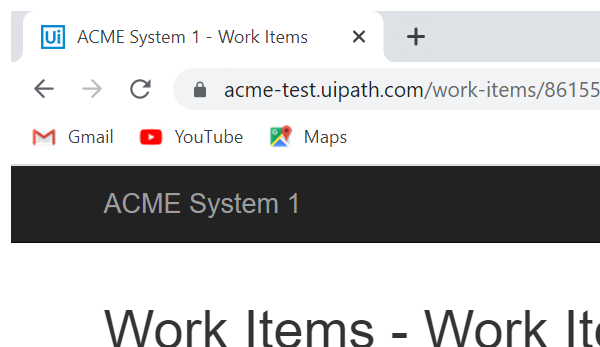 Ui ACME System 1 - Work Items
acme-test.uipath.com/work-items/86155
Gmail YouTube Maps
ACME System 1
Work Items - Work Ite